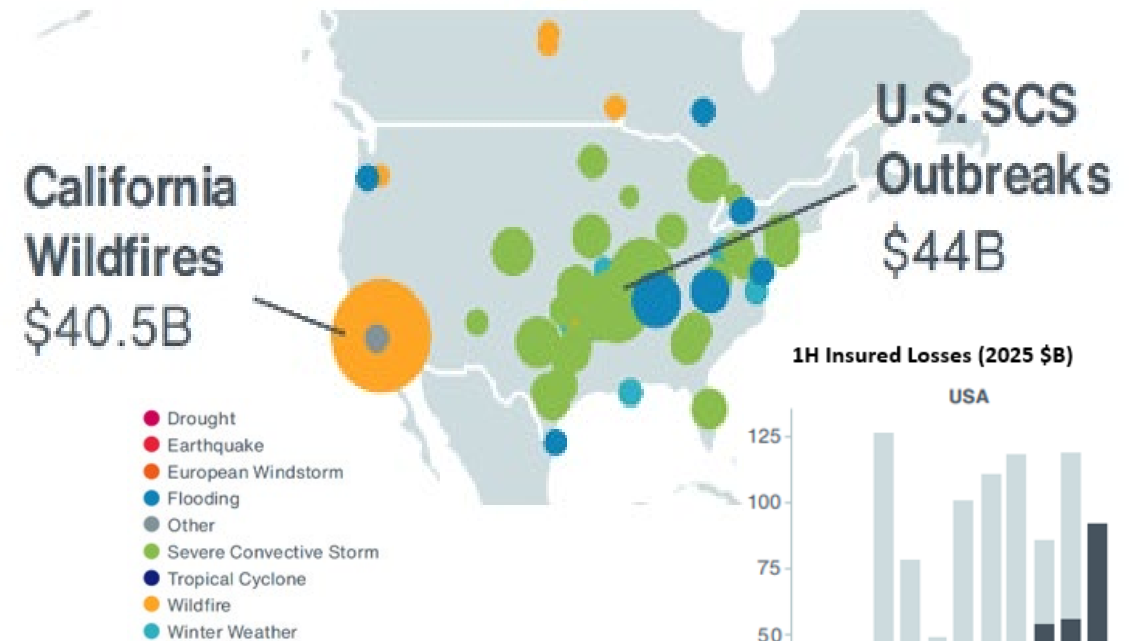 California
Wildfires
$40.5B
U.S. SCS
Outbreaks
$44B
Drought
Earthquake
European Windstorm
Flooding
Other
Severe Convective Storm
Tropical Cyclone
Wildfire
Winter Weather
1H Insured Losses (2025 $B)
USA
125
100
75
50